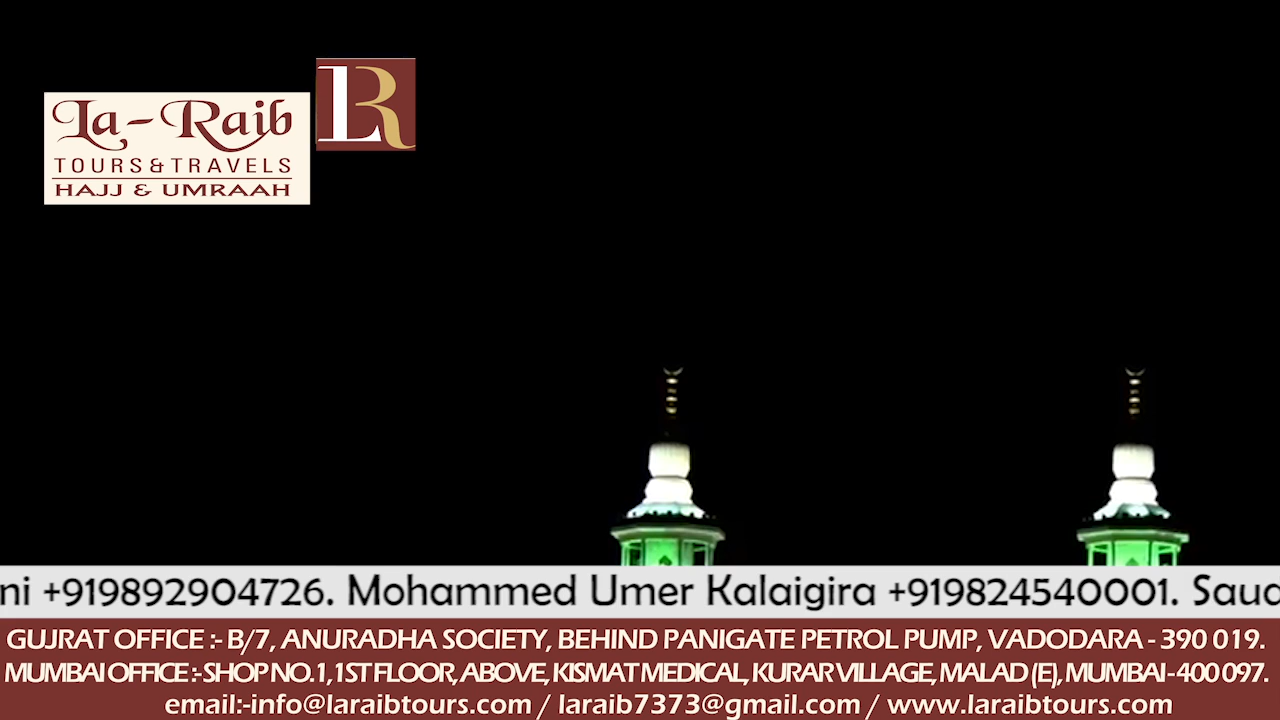 La-Raib
TOURS & TRAVELS
HAJJ & UMRAAH
LR
+919892904726. Mohammed Umer Kalaigira +919824540001.
GUJRAT OFFICE :- B/7, ANURADHA SOCIETY, BEHIND PANIGATE PETROL PUMP, VADODARA - 390 019.
MUMBAI OFFICE :- SHOP NO. 1, 1ST FLOOR, ABOVE, KISMAT MEDICAL, KURAR VILLAGE, MALAD (E), MUMBAI - 400 097.
email:-info@laraibtours.com / laraib7373@gmail.com / www.laraibtours.com